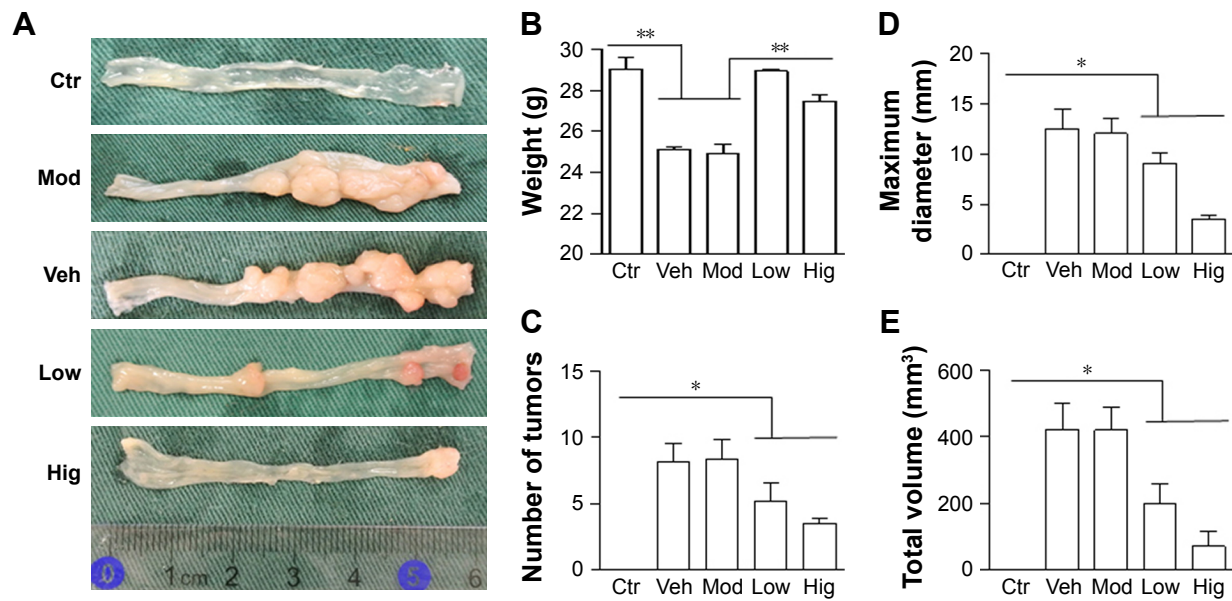 A
Ctr
Mod
Veh
Low
Hig
0 1 cm 2 3 4 5 6
B
Weight (g)
30
28
26
24
22
20
** **
Ctr Veh Mod Low Hig
C
Number of tumors
15
10
5
0
*
Ctr Veh Mod Low Hig
D
Maximum
diameter (mm)
20
15
10
5
0
*
Ctr Veh Mod Low Hig
E
Total volume (mm³)
600
400
200
0
*
Ctr Veh Mod Low Hig